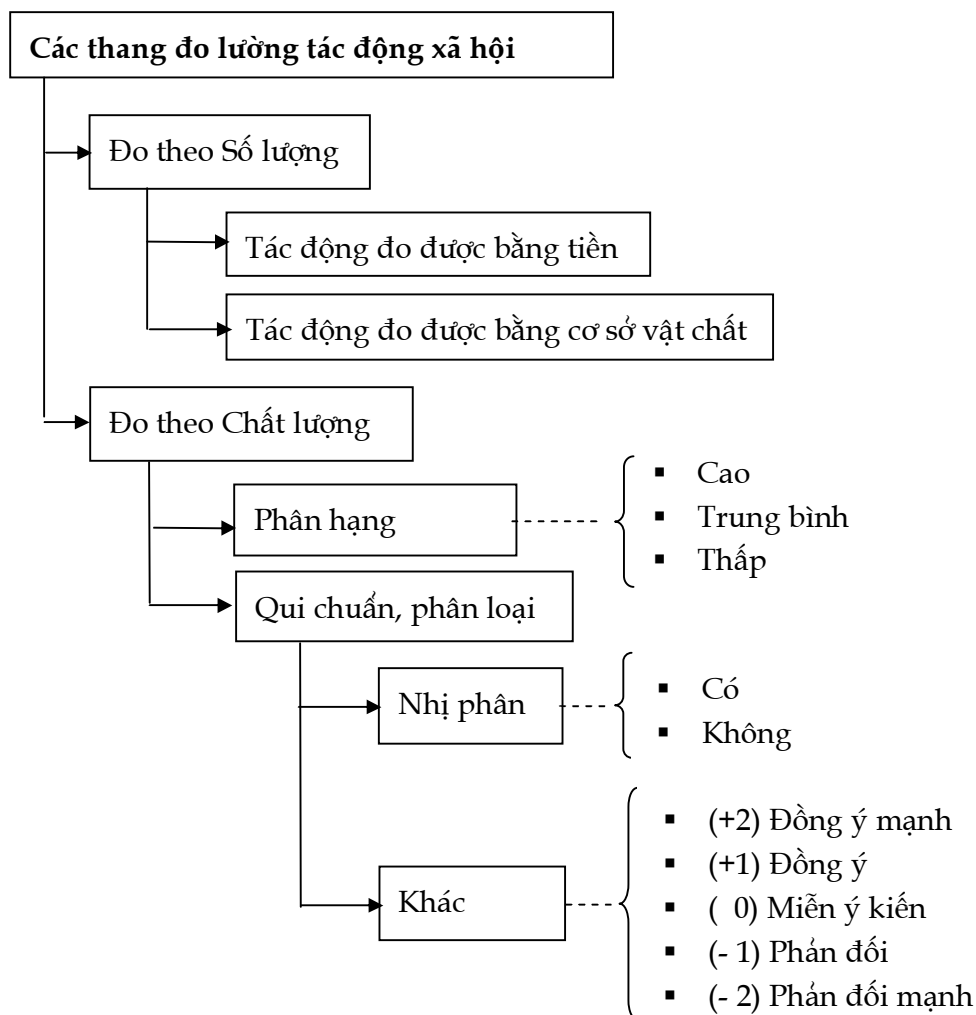 Các thang đo lường tác động xã hội
Đo theo Số lượng
Tác động đo được bằng tiền
Tác động đo được bằng cơ sở vật chất
Đo theo Chất lượng
Phân hạng
▪ Cao
▪ Trung bình
▪ Thấp
Qui chuẩn, phân loại
Nhị phân
▪ Có
▪ Không
Khác
▪ (+2) Đồng ý mạnh
▪ (+1) Đồng ý
▪ ( 0) Miễn ý kiến
▪ (- 1) Phản đối
▪ (- 2) Phản đối mạnh